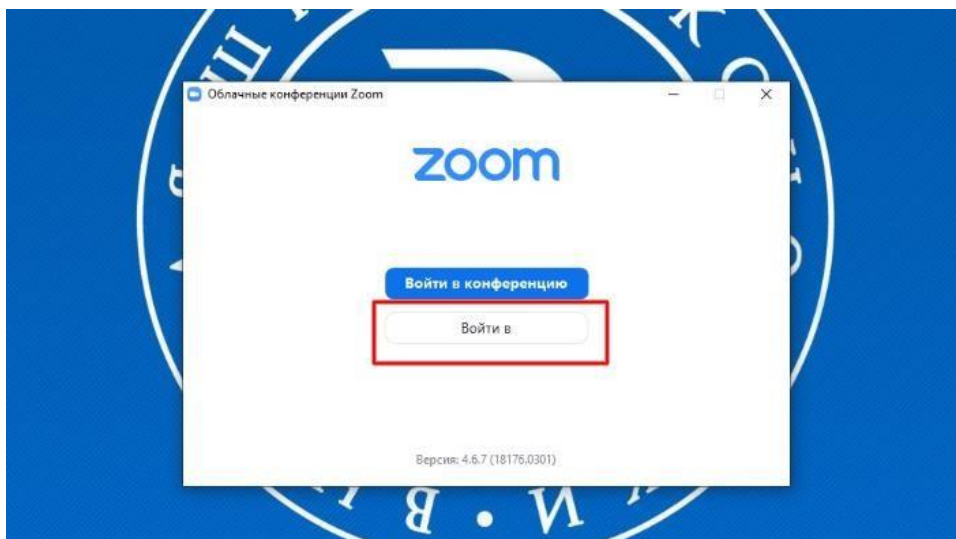 Облачные конференции Zoom
zoom
Войти в конференцию
Войти в
Версия: 4.6.7 (18176.0301)